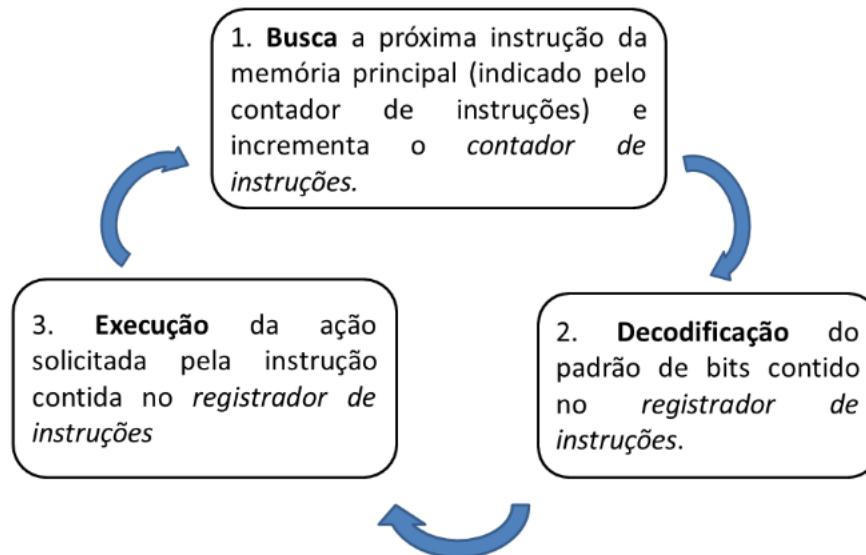 1. Busca a próxima instrução da
memória principal (indicado pelo
contador de instruções) e
incrementa o contador de
instruções.
3. Execução da ação
solicitada pela instrução
contida no registrador de
instruções
2. Decodificação do
padrão de bits contido
no registrador de
instruções.